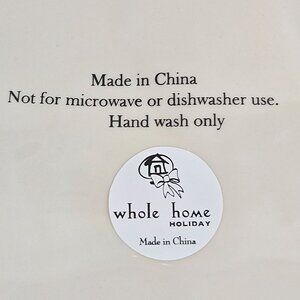 Made in China
Not for microwave or dishwasher use.
Hand wash only
whole home
HOLIDAY
Made in China